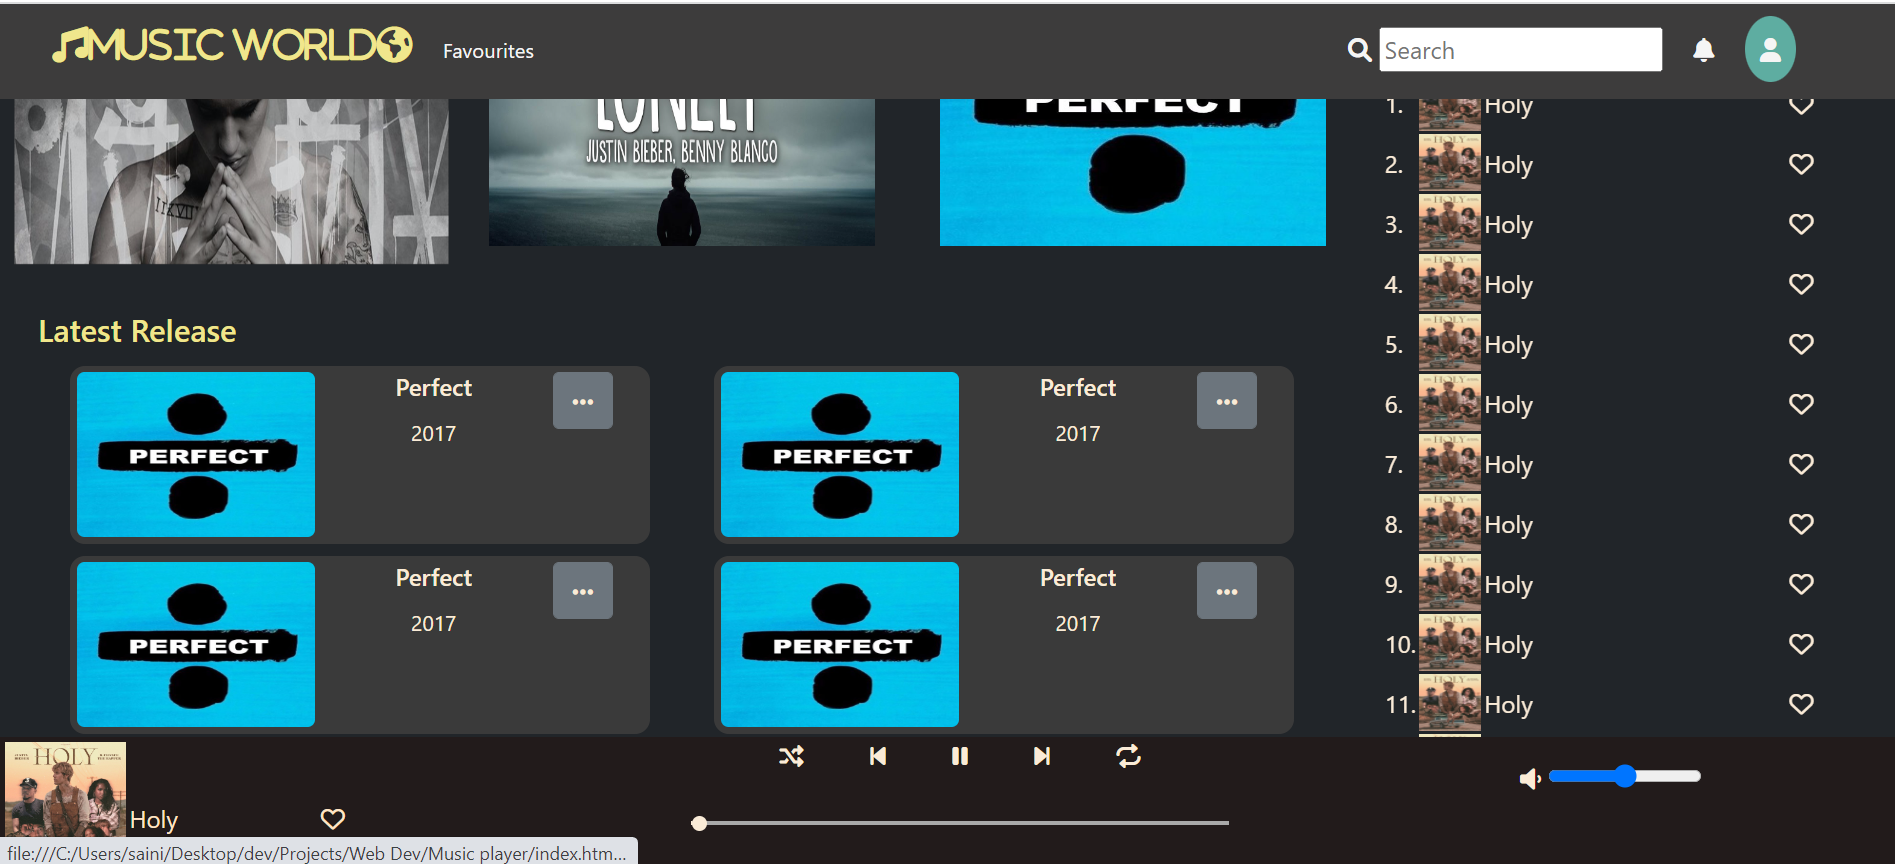 MUSIC WORLD
Favourites
Search
LONELY
JUSTIN BIEBER, BENNY BLANCO
PERFECT
1. Holy
2. Holy
3. Holy
4. Holy
5. Holy
6. Holy
7. Holy
8. Holy
9. Holy
10. Holy
11. Holy
Latest Release
PERFECT
Perfect
2017
PERFECT
Perfect
2017
PERFECT
Perfect
2017
PERFECT
Perfect
2017
HOLY
Holy
file:///C:/Users/saini/Desktop/dev/Projects/Web Dev/Music player/index.htm...